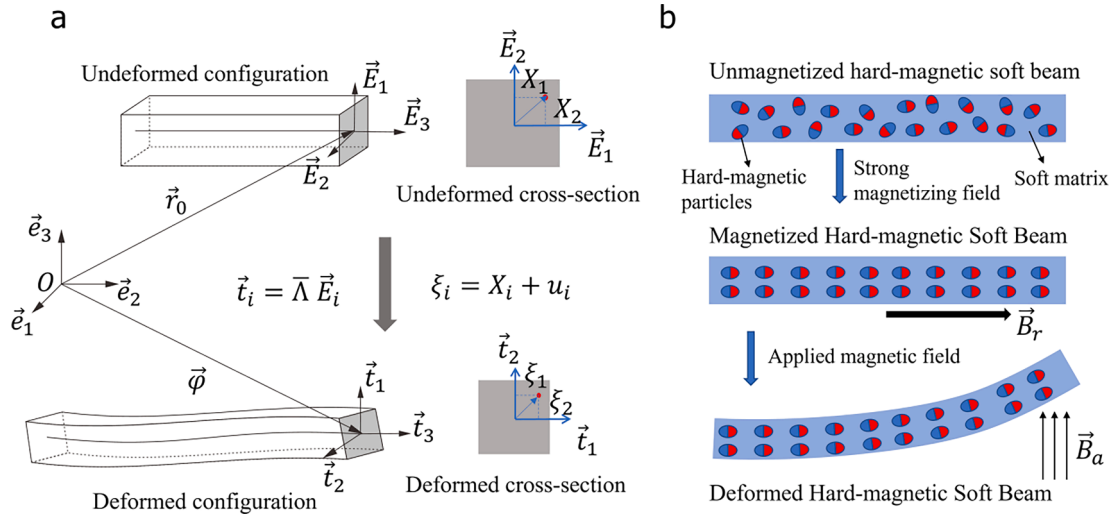 a
Undeformed configuration
E⃗₁
E⃗₃
E⃗₂
r⃗₀
E⃗₂
X₁
X₂
E⃗₁
Undeformed cross-section
e⃗₃
O
e⃗₂
e⃗₁
t⃗ᵢ = Λ̅ E⃗ᵢ
ξᵢ = Xᵢ + uᵢ
φ⃗
t⃗₁
t⃗₃
t⃗₂
Deformed configuration
t⃗₂
ξ₁
ξ₂
t⃗₁
Deformed cross-section
b
Unmagnetized hard-magnetic soft beam
Hard-magnetic
particles
Strong
magnetizing field
Soft matrix
Magnetized Hard-magnetic Soft Beam
B⃗ᵣ
Applied magnetic field
B⃗ₐ
Deformed Hard-magnetic Soft Beam